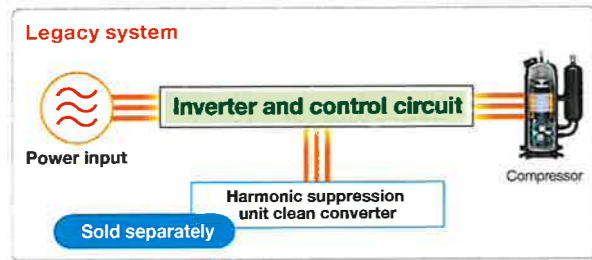 Legacy system
Inverter and control circuit
Power input
Compressor
Harmonic suppression
unit clean converter
Sold separately